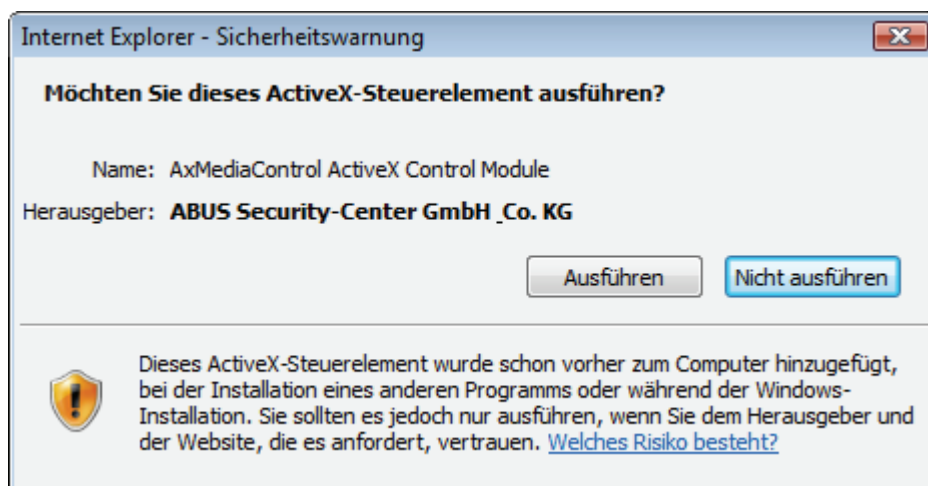 Internet Explorer - Sicherheitswarnung
Möchten Sie dieses ActiveX-Steuerelement ausführen?
Name: AxMediaControl ActiveX Control Module
Herausgeber: ABUS Security-Center GmbH _Co. KG
Ausführen Nicht ausführen
Dieses ActiveX-Steuerelement wurde schon vorher zum Computer hinzugefügt,
bei der Installation eines anderen Programms oder während der Windows-
Installation. Sie sollten es jedoch nur ausführen, wenn Sie dem Herausgeber und
der Website, die es anfordert, vertrauen. Welches Risiko besteht?